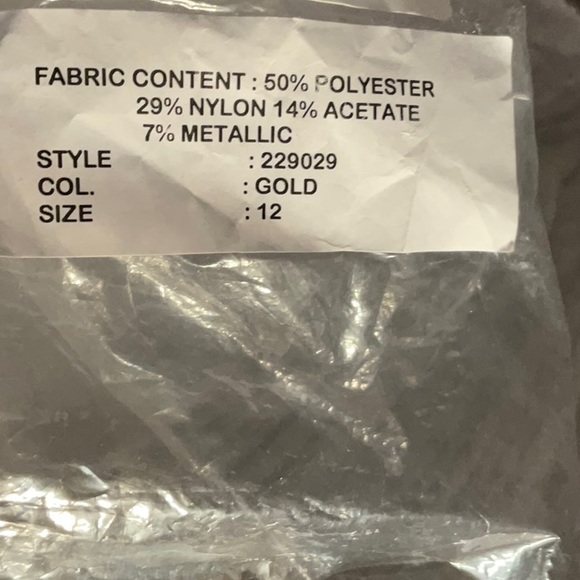 FABRIC CONTENT : 50% POLYESTER
29% NYLON 14% ACETATE
7% METALLIC
STYLE : 229029
COL. : GOLD
SIZE : 12